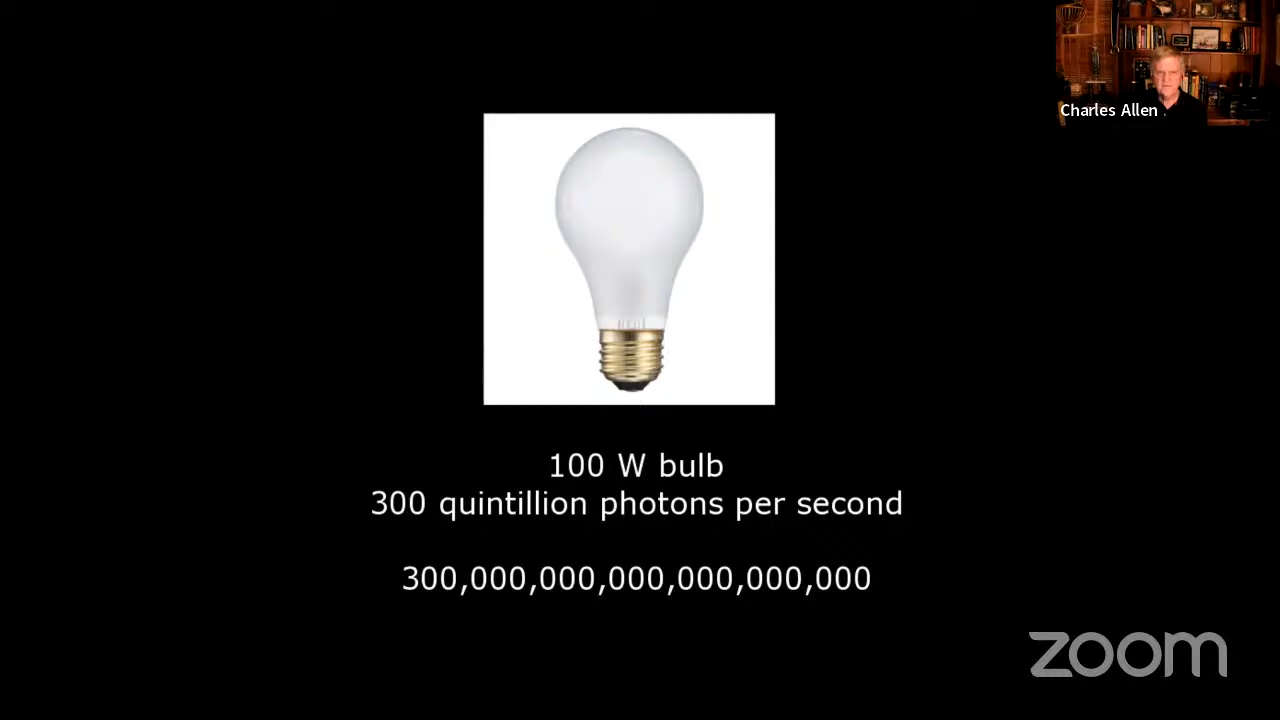 Charles Allen
100 W bulb
300 quintillion photons per second
300,000,000,000,000,000,000
zoom